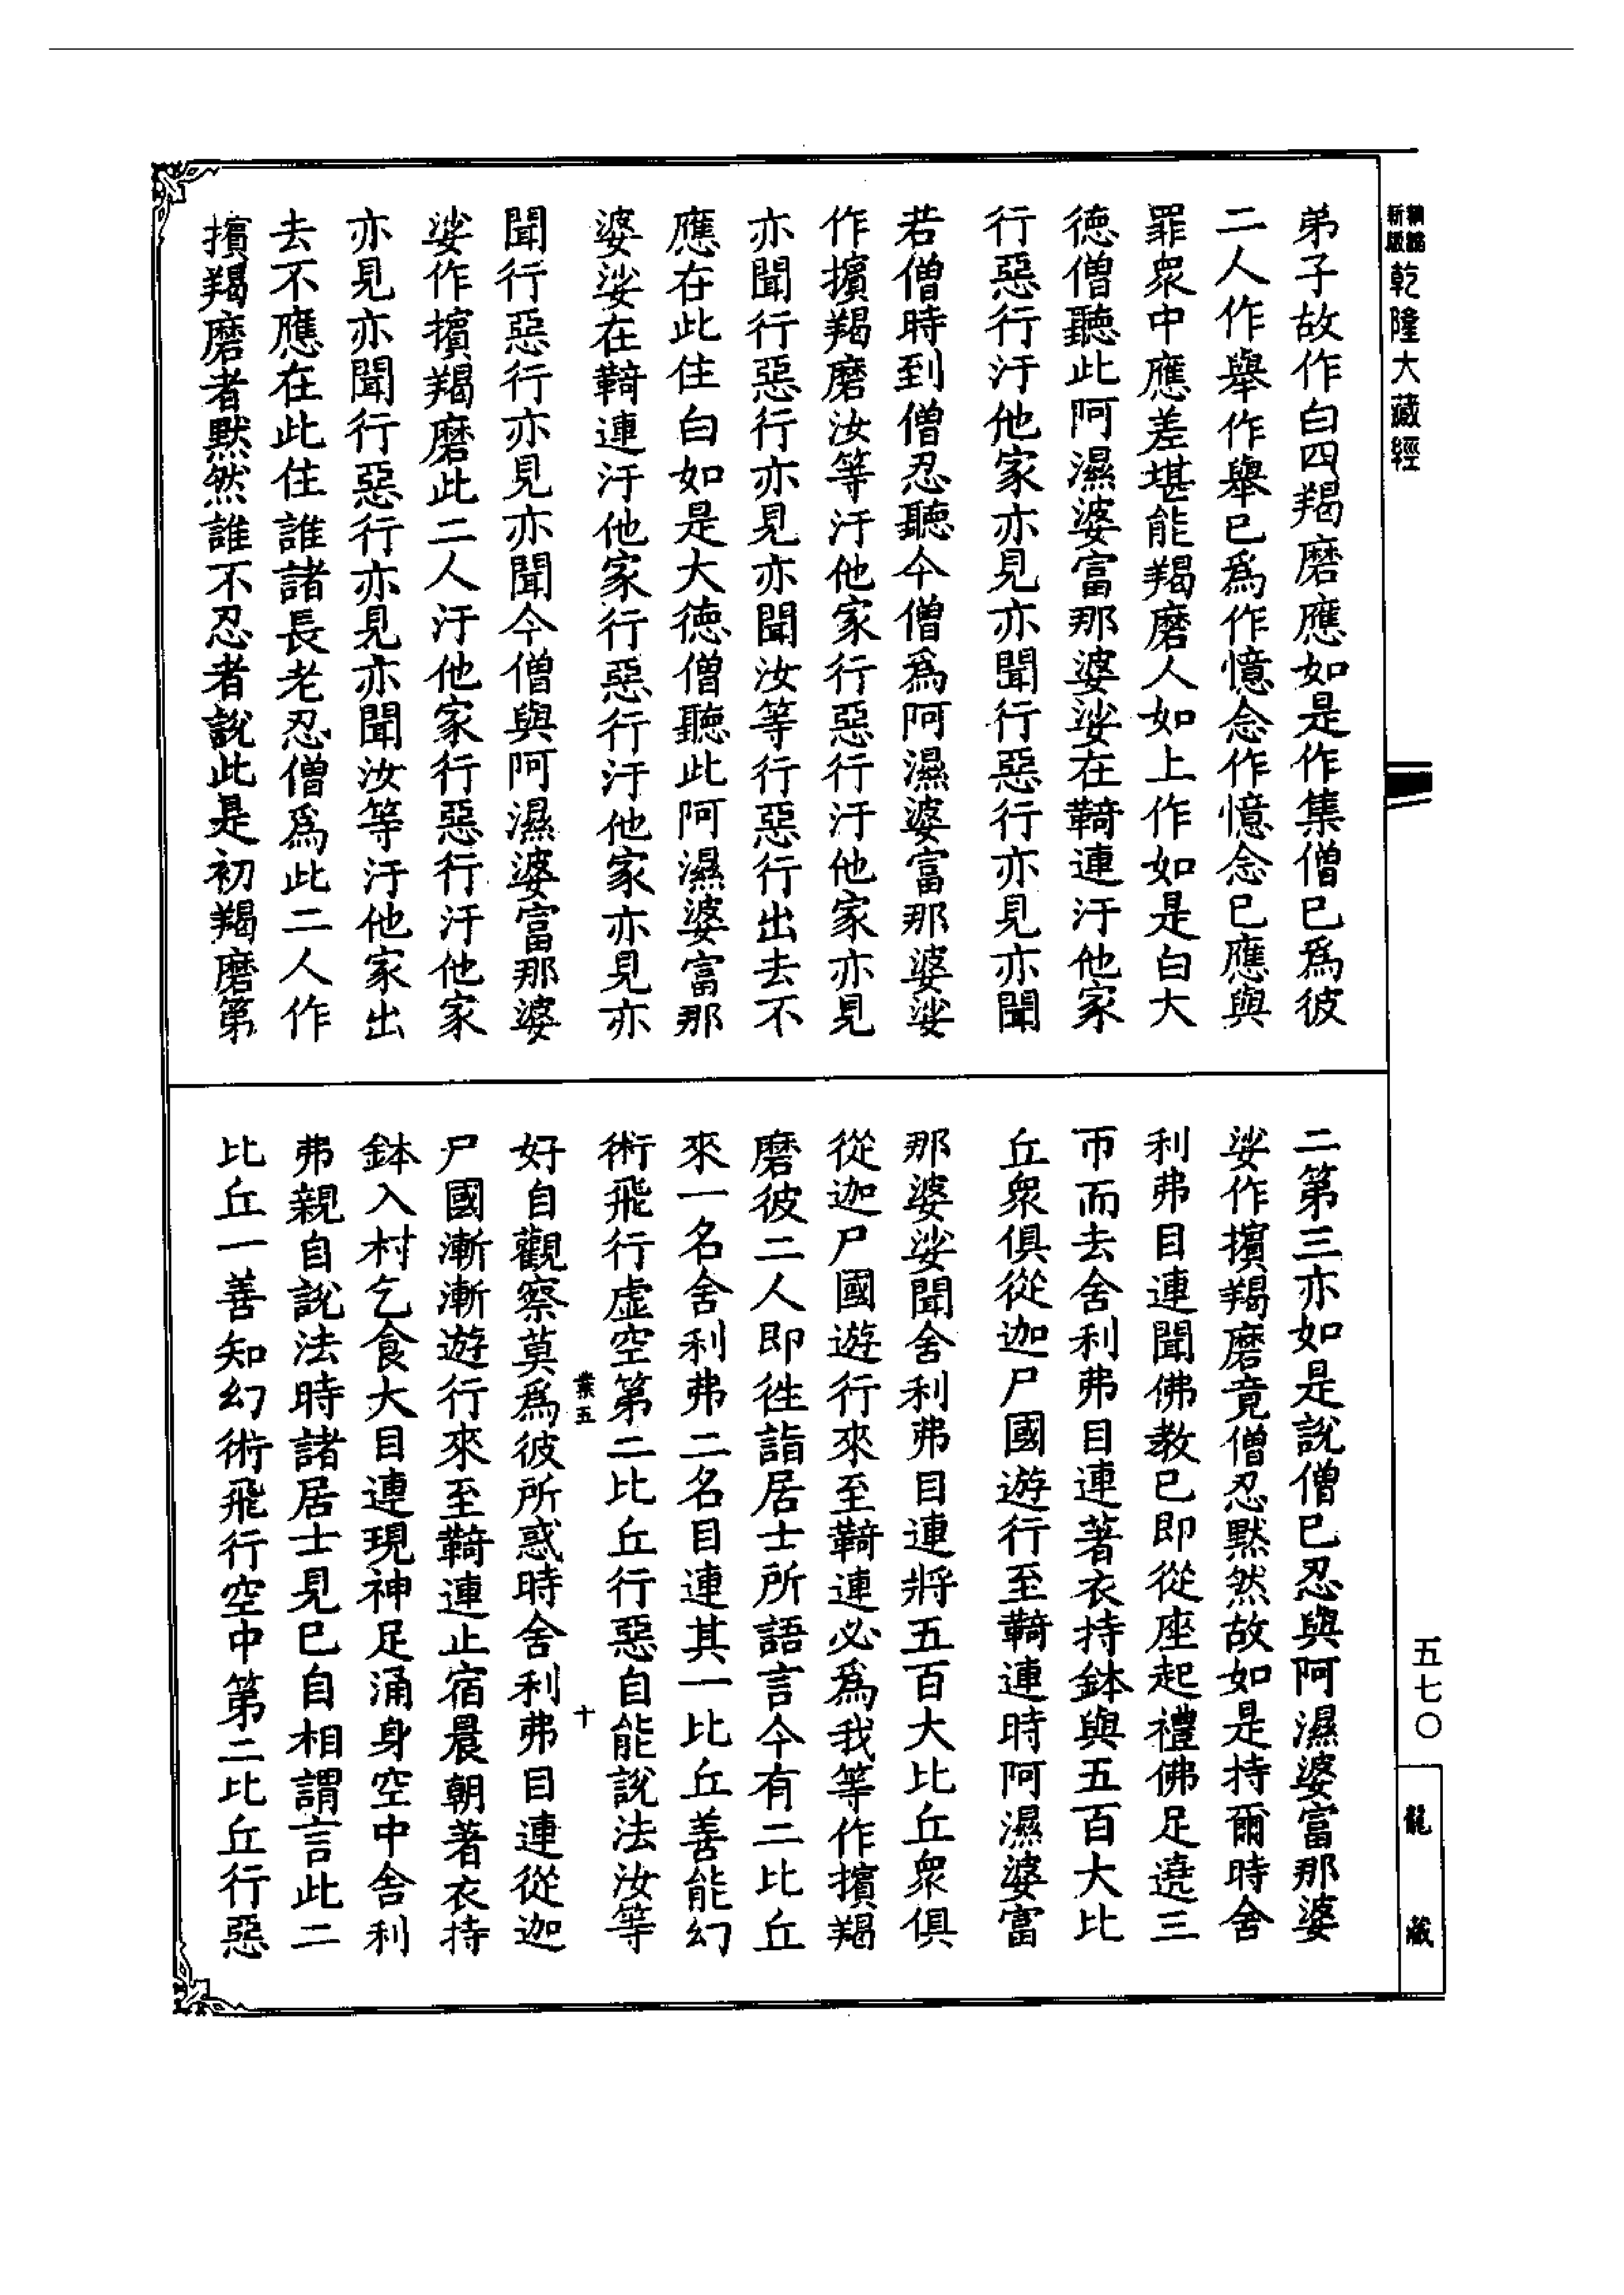 新編縮版
乾隆大藏經
弟子故作白四羯磨應如是作集僧已爲彼
二人作舉作舉已爲作憶念作憶念已應與
罪衆中應差堪能羯磨人如上作如是白大
德僧聽此阿濕婆富那婆娑在鞞連汙他家
行惡行汙他家亦見亦聞行惡行亦見亦聞
若僧時到僧忍聽今僧爲阿濕婆富那婆娑
作擯羯磨汝等汙他家行惡行汙他家亦見
亦聞行惡行亦見亦聞汝等行惡行出去不
應在此住白如是大德僧聽此阿濕婆富那
婆娑在鞞連汙他家行惡行汙他家亦見亦
聞行惡行亦見亦聞今僧與阿濕婆富那婆
娑作擯羯磨此二人汙他家行惡行汙他家
亦見亦聞行惡行亦見亦聞汝等汙他家出
去不應在此住誰諸長老忍僧爲此二人作
擯羯磨者默然誰不忍者說此是初羯磨第
二第三亦如是說僧已忍與阿濕婆富那婆
娑作擯羯磨竟僧忍默然故如是持爾時舍
利弗目連聞佛教已即從座起禮佛足遶三
帀而去舍利弗目連著衣持鉢與五百大比
丘衆俱從迦尸國遊行至鞞連時阿濕婆富
那婆娑聞舍利弗目連將五百大比丘衆俱
從迦尸國遊行來至鞞連必爲我等作擯羯
磨彼二人即徃詣居士所語言今有二比丘
來一名舍利弗二名目連其一比丘善能幻
術飛行虛空第二比丘行惡自能說法汝等
業五 十
好自觀察莫爲彼所惑時舍利弗目連從迦
尸國漸漸遊行來至鞞連止宿晨朝著衣持
鉢入村乞食大目連現神足涌身空中舍利
弗親自說法時諸居士見已自相謂言此二
比丘一善知幻術飛行空中第二比丘行惡
五七〇
龍藏